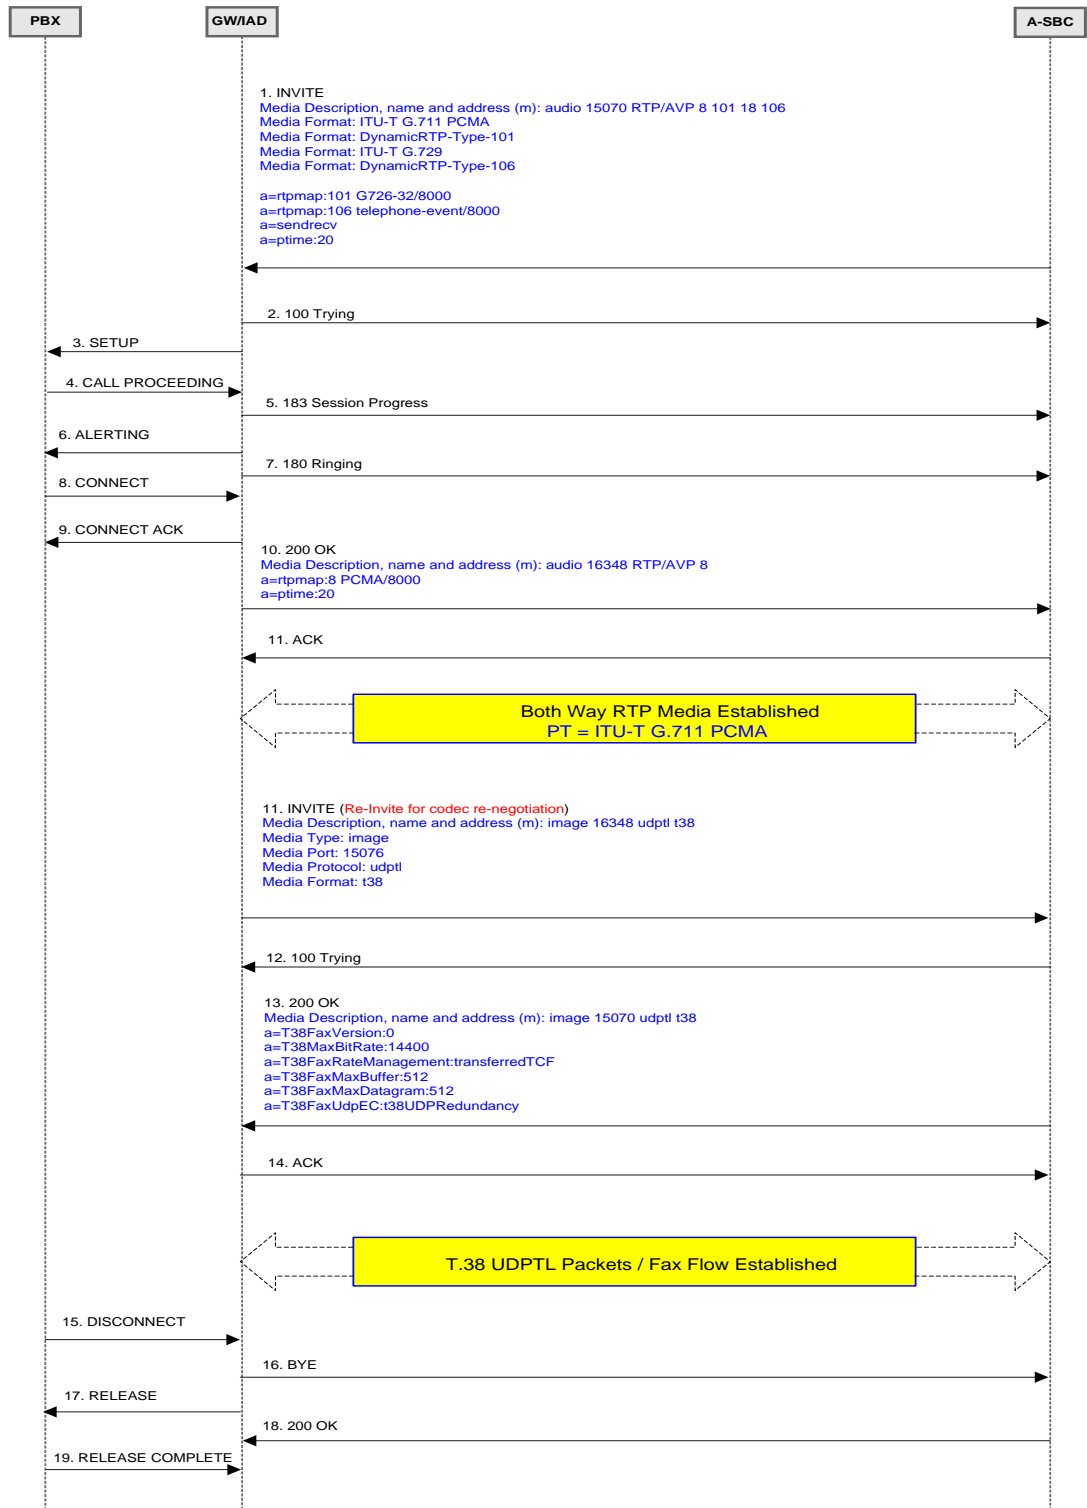 PBX
GW/IAD
A-SBC
1. INVITE
Media Description, name and address (m): audio 15070 RTP/AVP 8 101 18 106
Media Format: ITU-T G.711 PCMA
Media Format: DynamicRTP-Type-101
Media Format: ITU-T G.729
Media Format: DynamicRTP-Type-106
a=rtpmap:101 G726-32/8000
a=rtpmap:106 telephone-event/8000
a=sendrecv
a=ptime:20
2. 100 Trying
3. SETUP
4. CALL PROCEEDING
5. 183 Session Progress
6. ALERTING
7. 180 Ringing
8. CONNECT
9. CONNECT ACK
10. 200 OK
Media Description, name and address (m): audio 16348 RTP/AVP 8
a=rtpmap:8 PCMA/8000
a=ptime:20
11. ACK
Both Way RTP Media Established
PT = ITU-T G.711 PCMA
11. INVITE (Re-Invite for codec re-negotiation)
Media Description, name and address (m): image 16348 udptl t38
Media Type: image
Media Port: 15076
Media Protocol: udptl
Media Format: t38
12. 100 Trying
13. 200 OK
Media Description, name and address (m): image 15070 udptl t38
a=T38FaxVersion:0
a=T38MaxBitRate:14400
a=T38FaxRateManagement:transferredTCF
a=T38FaxMaxBuffer:512
a=T38FaxMaxDatagram:512
a=T38FaxUdpEC:t38UDPRedundancy
14. ACK
T.38 UDPTL Packets / Fax Flow Established
15. DISCONNECT
16. BYE
17. RELEASE
18. 200 OK
19. RELEASE COMPLETE